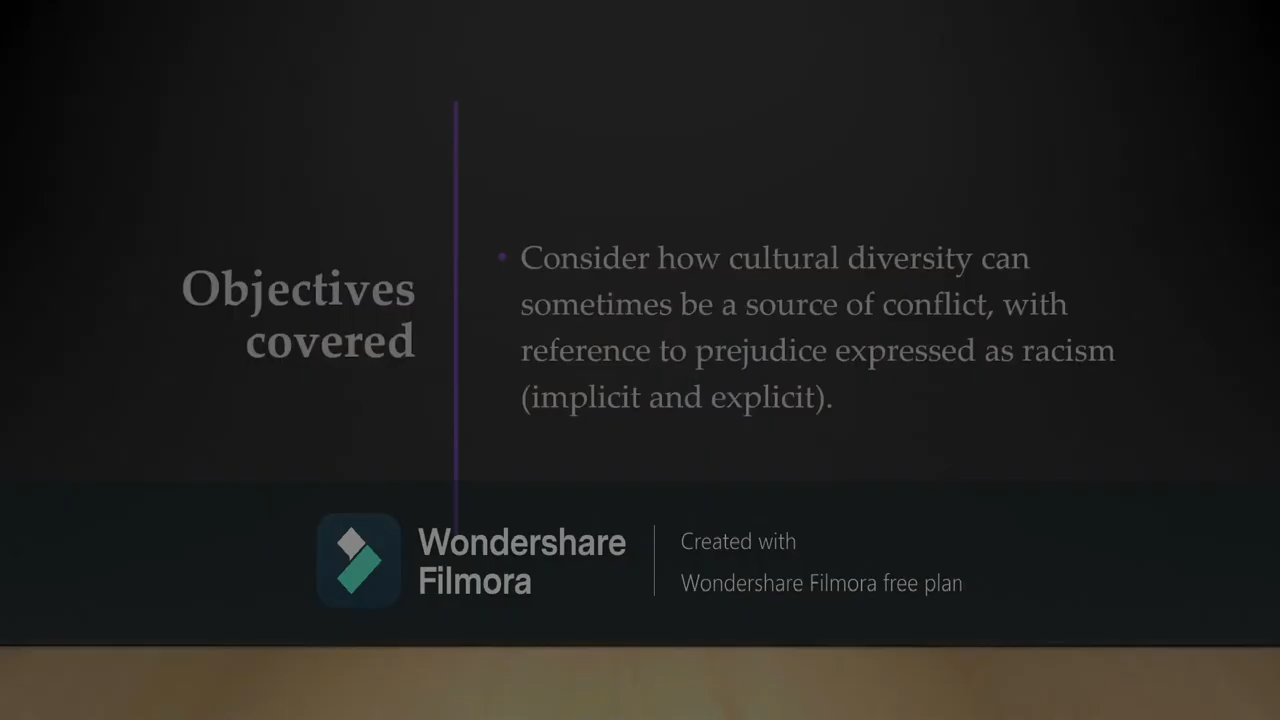 Objectives
covered
• Consider how cultural diversity can
sometimes be a source of conflict, with
reference to prejudice expressed as racism
(implicit and explicit).
Wondershare
Filmora
Created with
Wondershare Filmora free plan